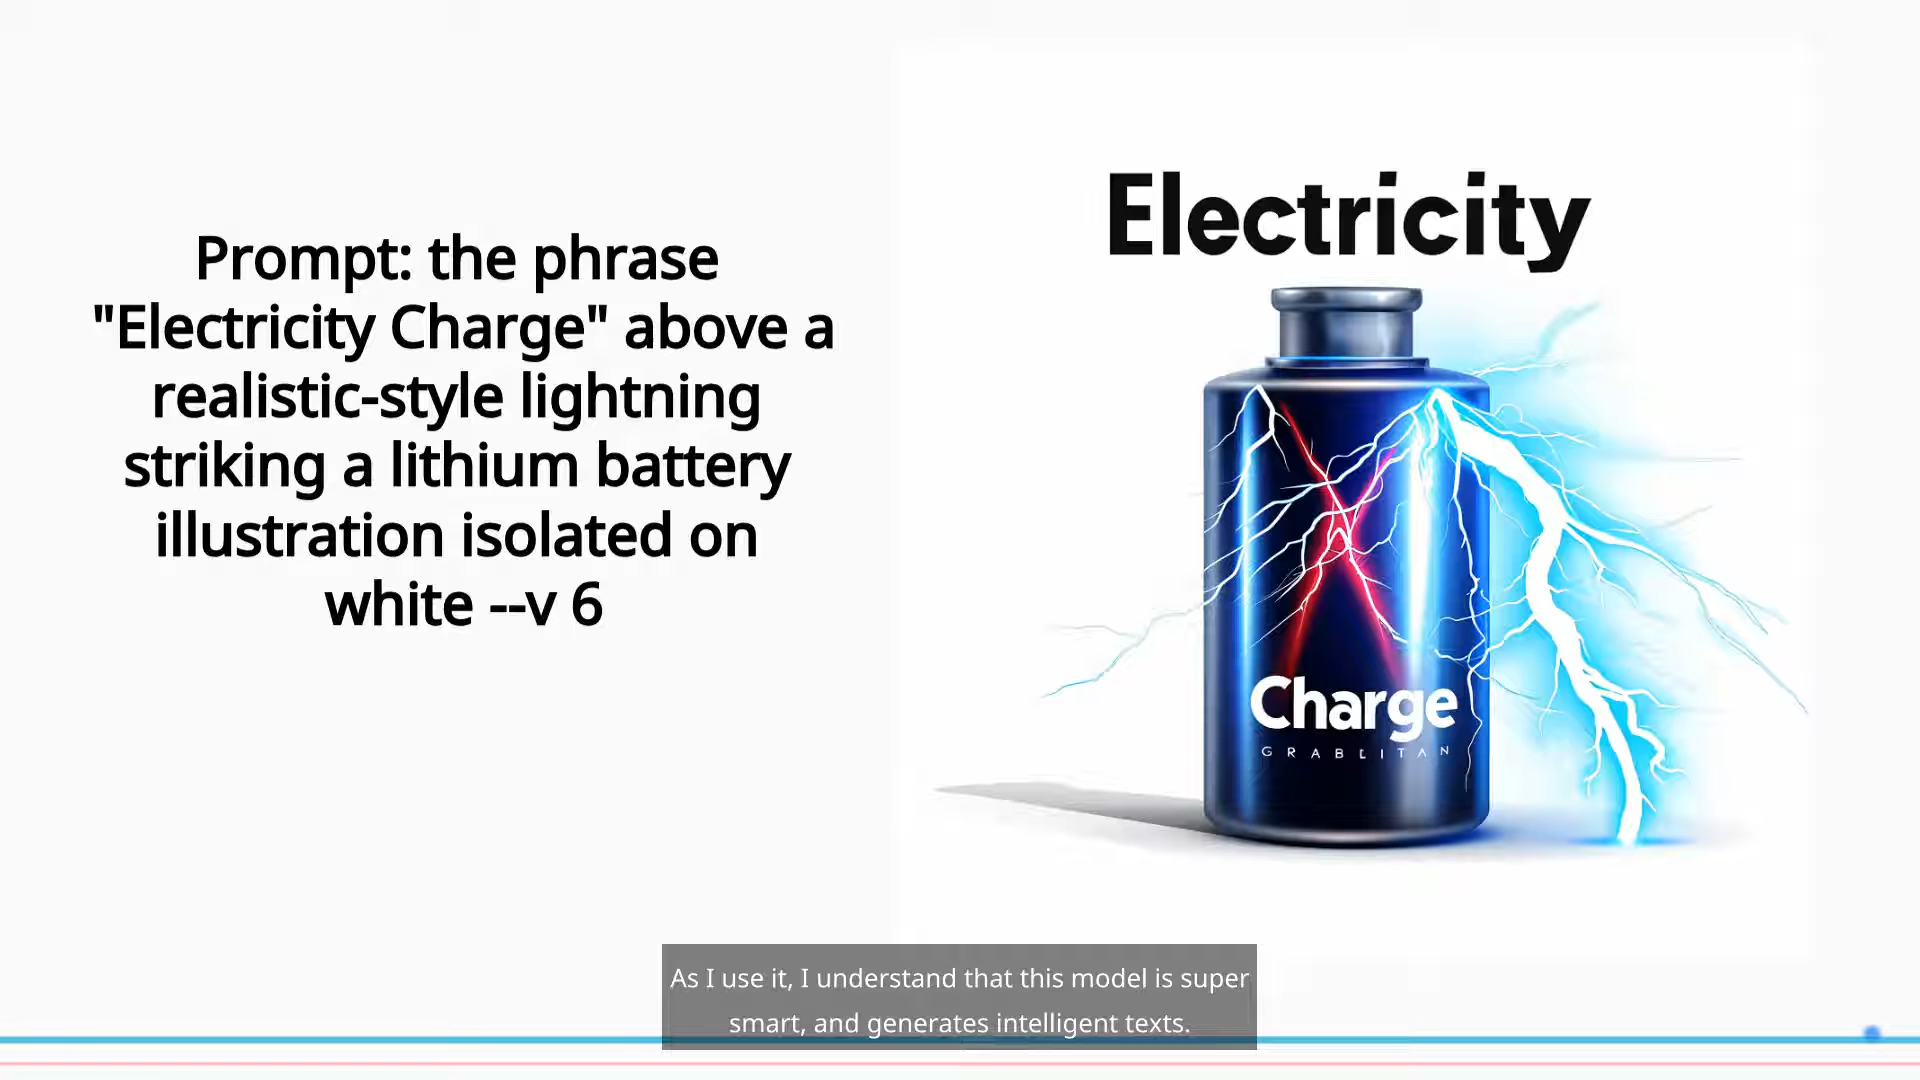 Prompt: the phrase
"Electricity Charge" above a
realistic-style lightning
striking a lithium battery
illustration isolated on
white --v 6
Electricity
Charge
GRABLITAN
As I use it, I understand that this model is super
smart, and generates intelligent texts.